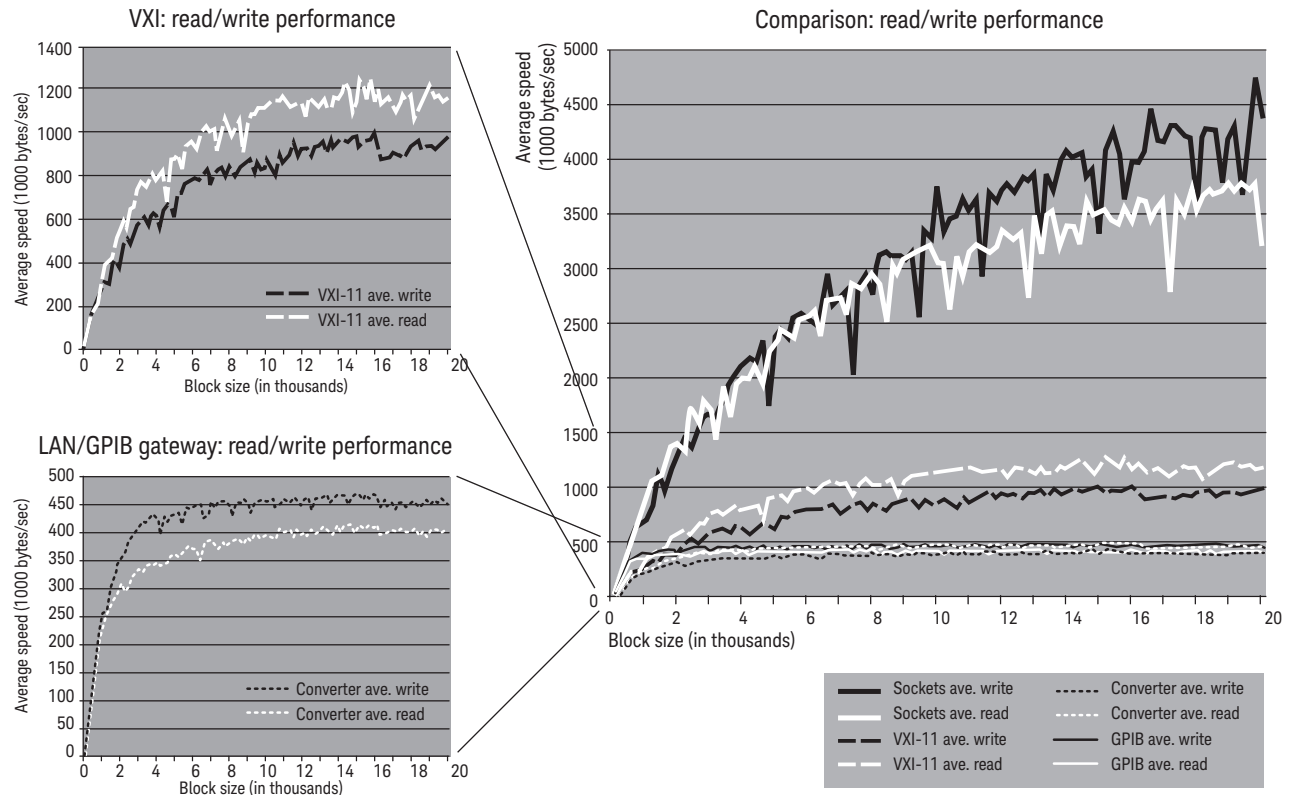 VXI: read/write performance
Average speed (1000 bytes/sec)
1400
1200
1000
800
600
400
200
0
VXI-11 ave. write
VXI-11 ave. read
0 2 4 6 8 10 12 14 16 18 20
Block size (in thousands)
LAN/GPIB gateway: read/write performance
Average speed (1000 bytes/sec)
500
450
400
350
300
250
200
150
100
50
0
Converter ave. write
Converter ave. read
0 2 4 6 8 10 12 14 16 18 20
Block size (in thousands)
Comparison: read/write performance
Average speed
(1000 bytes/sec)
5000
4500
4000
3500
3000
2500
2000
1500
1000
500
0
0 2 4 6 8 10 12 14 16 18 20
Block size (in thousands)
Sockets ave. write
Sockets ave. read
VXI-11 ave. write
VXI-11 ave. read
Converter ave. write
Converter ave. read
GPIB ave. write
GPIB ave. read